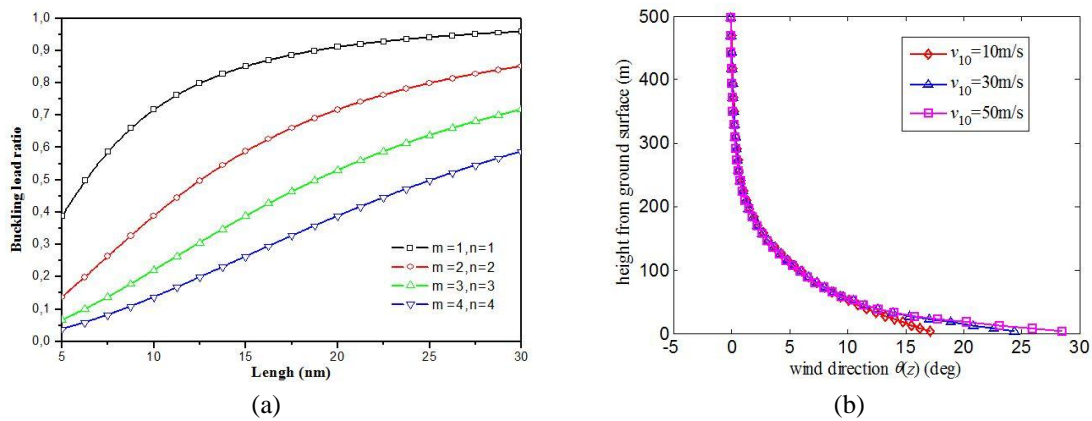 1,0
0,9
0,8
0,7
0,6
0,5
0,4
0,3
0,2
0,1
0,0
Buckling load ratio
m=1,n=1
m=2,n=2
m=3,n=3
m=4,n=4
5 10 15 20 25 30
Lengh (nm)
(a)
500
400
300
200
100
0
height from ground surface (m)
v10=10m/s
v10=30m/s
v10=50m/s
-5 0 5 10 15 20 25 30
wind direction θ(z) (deg)
(b)